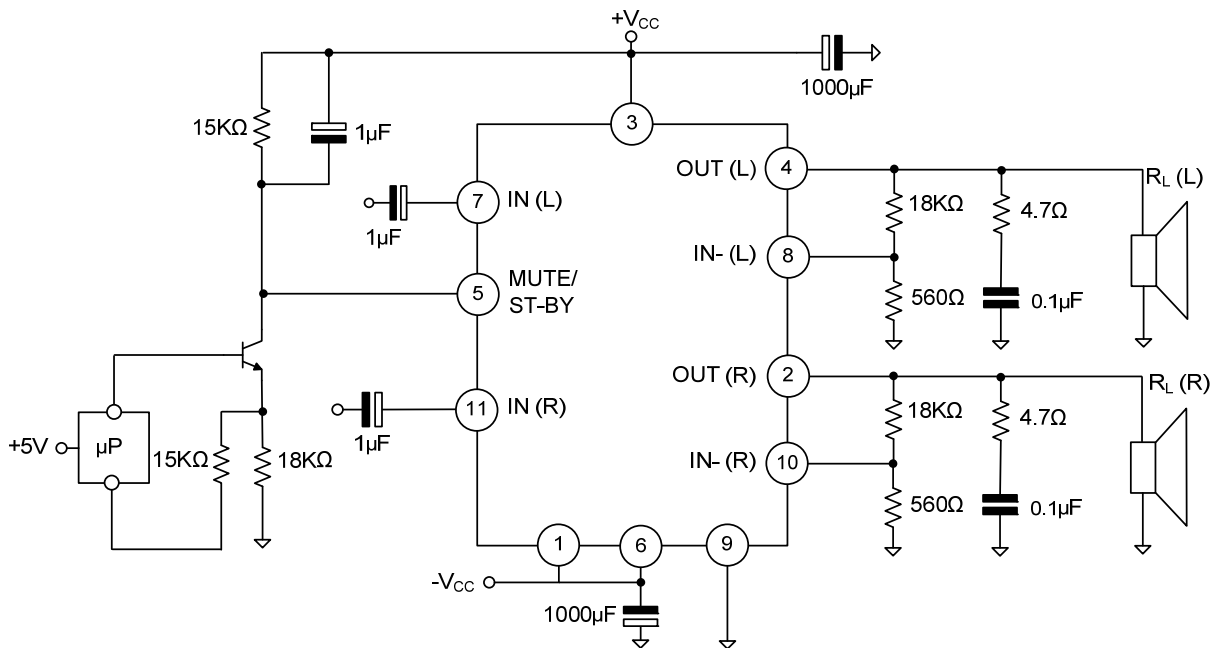 +VCC
1000µF
15KΩ
1µF
3
OUT (L)
4
RL (L)
7
IN (L)
1µF
18KΩ
4.7Ω
IN- (L)
8
5
MUTE/
ST-BY
560Ω
0.1µF
OUT (R)
2
RL (R)
11
IN (R)
1µF
18KΩ
4.7Ω
+5V
µP
15KΩ
18KΩ
IN- (R)
10
560Ω
0.1µF
1
6
9
-VCC
1000µF